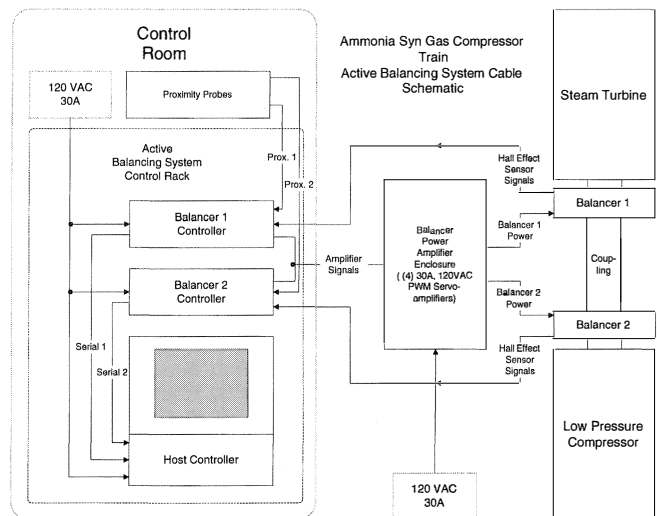 Control
Room
120 VAC
30A
Proximity Probes
Active
Balancing System
Control Rack
Prox. 1
Prox. 2
Balancer 1
Controller
Balancer 2
Controller
Serial 1
Serial 2
Host Controller
Ammonia Syn Gas Compressor
Train
Active Balancing System Cable
Schematic
Amplifier
Signals
Balancer
Power
Amplifier
Enclosure
( (4) 30A, 120VAC
PWM Servo-
amplifiers)
120 VAC
30A
Hall Effect
Sensor
Signals
Balancer 1
Power
Balancer 2
Power
Hall Effect
Sensor
Signals
Steam Turbine
Balancer 1
Coup-
ling
Balancer 2
Low Pressure
Compressor